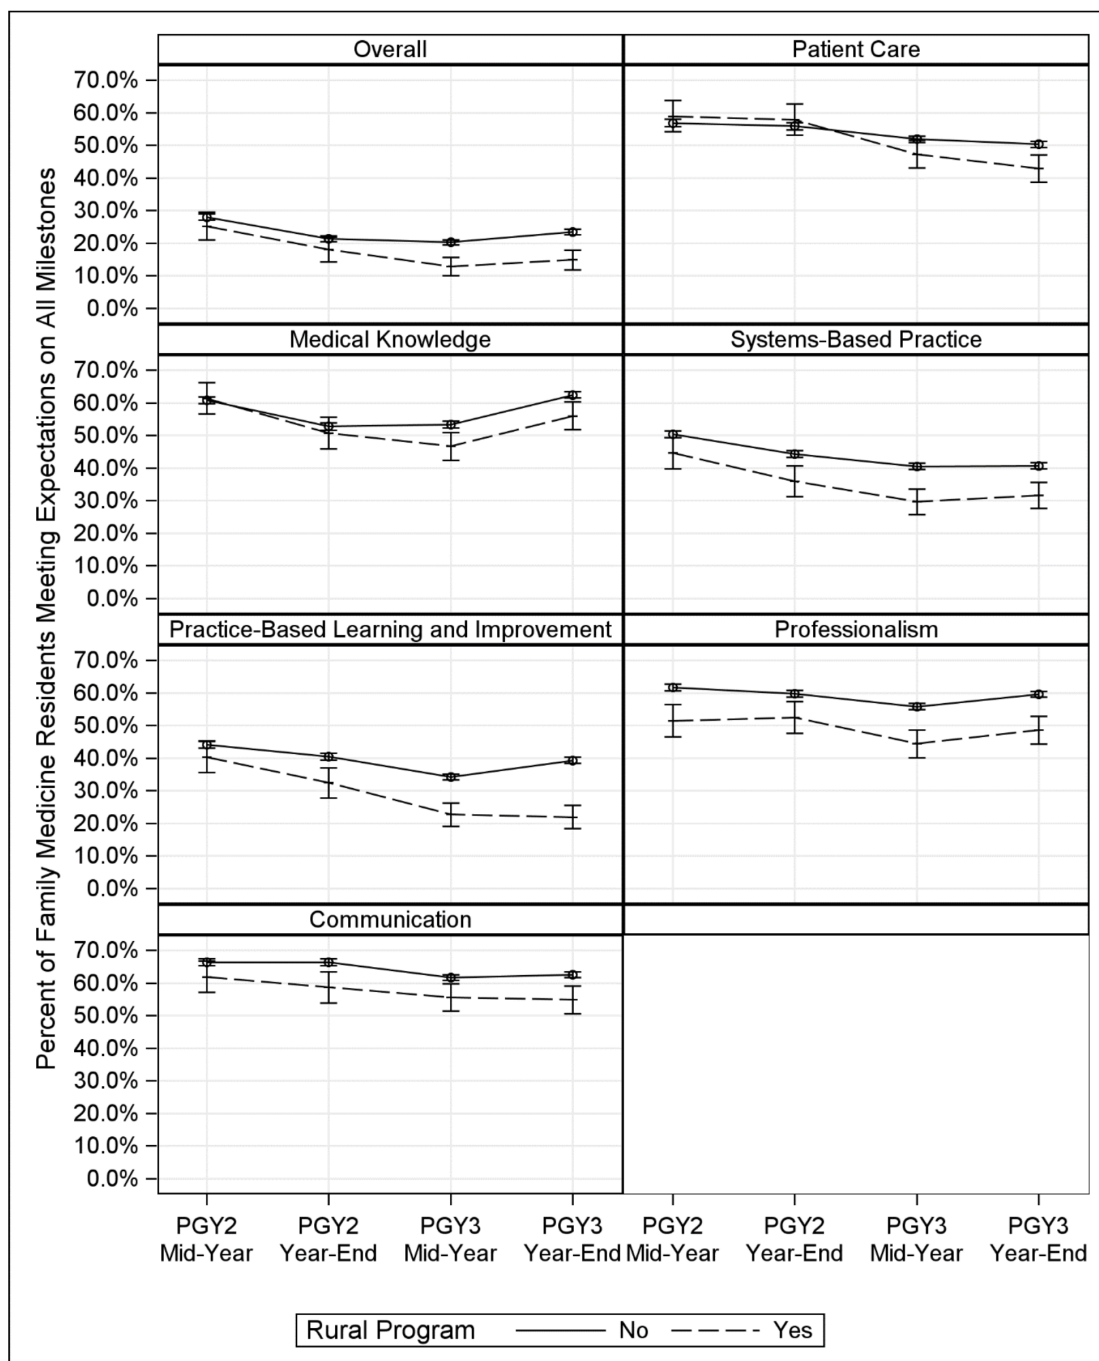 Percent of Family Medicine Residents Meeting Expectations on All Milestones
Overall
70.0%
60.0%
50.0%
40.0%
30.0%
20.0%
10.0%
0.0%
Patient Care
Medical Knowledge
70.0%
60.0%
50.0%
40.0%
30.0%
20.0%
10.0%
0.0%
Systems-Based Practice
Practice-Based Learning and Improvement
70.0%
60.0%
50.0%
40.0%
30.0%
20.0%
10.0%
0.0%
Professionalism
Communication
70.0%
60.0%
50.0%
40.0%
30.0%
20.0%
10.0%
0.0%
PGY2
Mid-Year
PGY2
Year-End
PGY3
Mid-Year
PGY3
Year-End
PGY2
Mid-Year
PGY2
Year-End
PGY3
Mid-Year
PGY3
Year-End
Rural Program No Yes